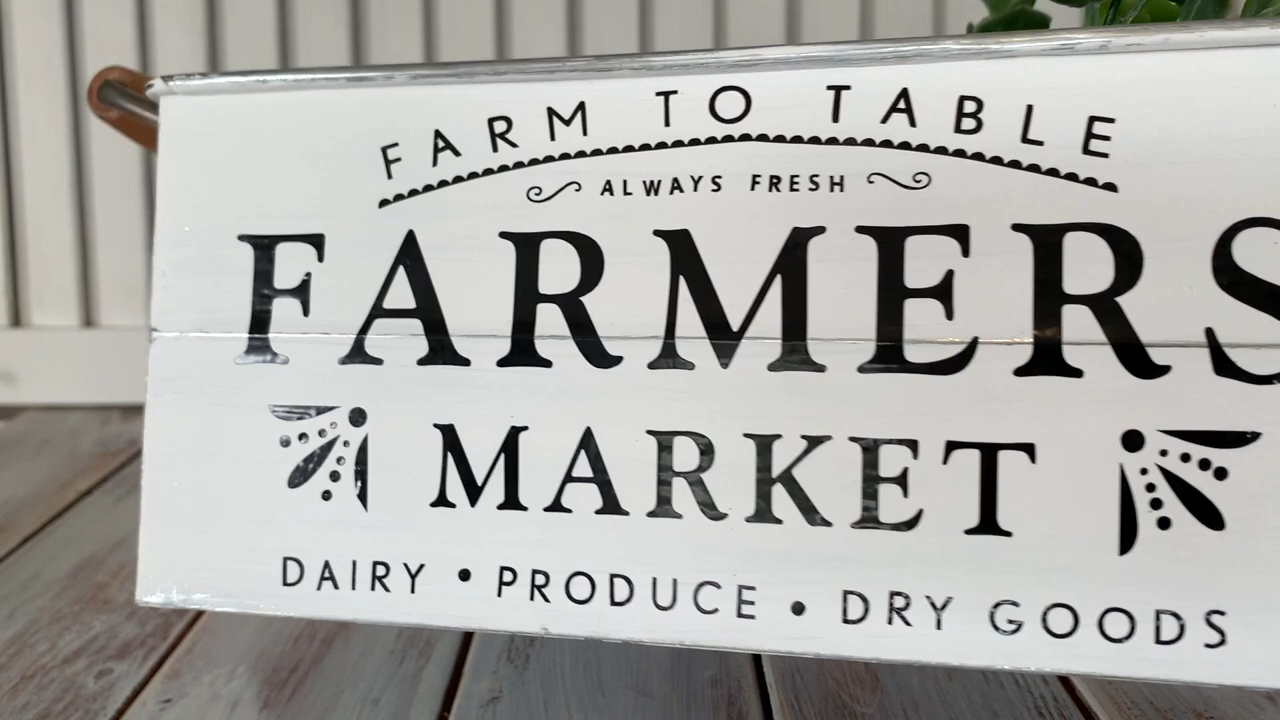 FARM TO TABLE
ALWAYS FRESH
FARMERS
MARKET
DAIRY • PRODUCE • DRY GOODS